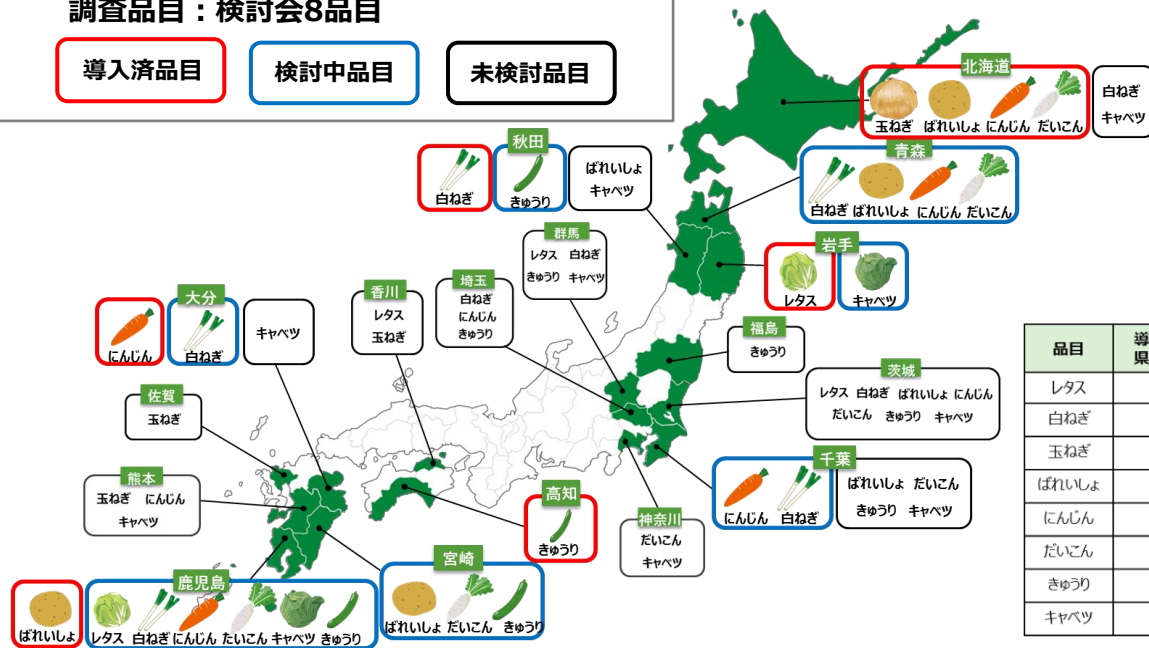 調査品目：検討会8品目
導入済品目
検討中品目
未検討品目
北海道
玉ねぎ ばれいしょ にんじん だいこん
白ねぎ
キャベツ
青森
白ねぎ ばれいしょ にんじん だいこん
秋田
白ねぎ
きゅうり
ばれいしょ
キャベツ
岩手
レタス
キャベツ
群馬
レタス 白ねぎ
きゅうり キャベツ
埼玉
白ねぎ
にんじん
きゅうり
香川
レタス
玉ねぎ
大分
にんじん
白ねぎ
キャベツ
福島
きゅうり
茨城
レタス 白ねぎ ばれいしょ にんじん
だいこん きゅうり キャベツ
佐賀
玉ねぎ
熊本
玉ねぎ にんじん
キャベツ
千葉
にんじん 白ねぎ
ばれいしょ だいこん
きゅうり キャベツ
高知
きゅうり
神奈川
だいこん
キャベツ
宮崎
ばれいしょ だいこん きゅうり
鹿児島
ばれいしょ
レタス 白ねぎ にんじん だいこん キャベツ きゅうり
品目
導
県
レタス
白ねぎ
玉ねぎ
ばれいしょ
にんじん
だいこん
きゅうり
キャベツ